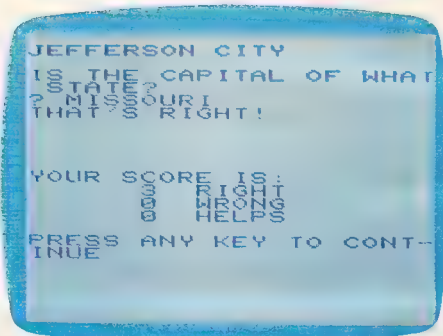 JEFFERSON CITY
IS THE CAPITAL OF WHAT
STATE?
? MISSOURI
THAT'S RIGHT!
YOUR SCORE IS:
3 RIGHT
0 WRONG
0 HELPS
PRESS ANY KEY TO CONT-
INUE